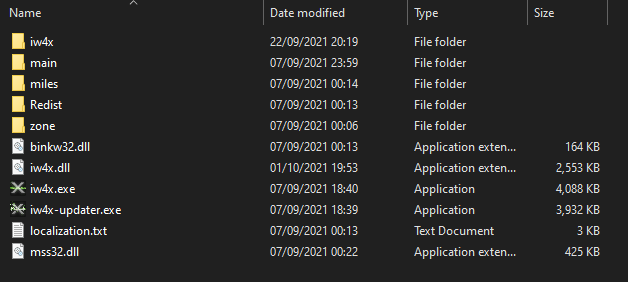 Name Date modified Type Size
iw4x 22/09/2021 20:19 File folder
main 07/09/2021 23:59 File folder
miles 07/09/2021 00:14 File folder
Redist 07/09/2021 00:13 File folder
zone 07/09/2021 00:06 File folder
binkw32.dll 07/09/2021 00:13 Application exten... 164 KB
iw4x.dll 01/10/2021 19:53 Application exten... 2,553 KB
iw4x.exe 07/09/2021 18:40 Application 4,088 KB
iw4x-updater.exe 07/09/2021 18:39 Application 3,932 KB
localization.txt 07/09/2021 00:13 Text Document 3 KB
mss32.dll 07/09/2021 00:22 Application exten... 425 KB